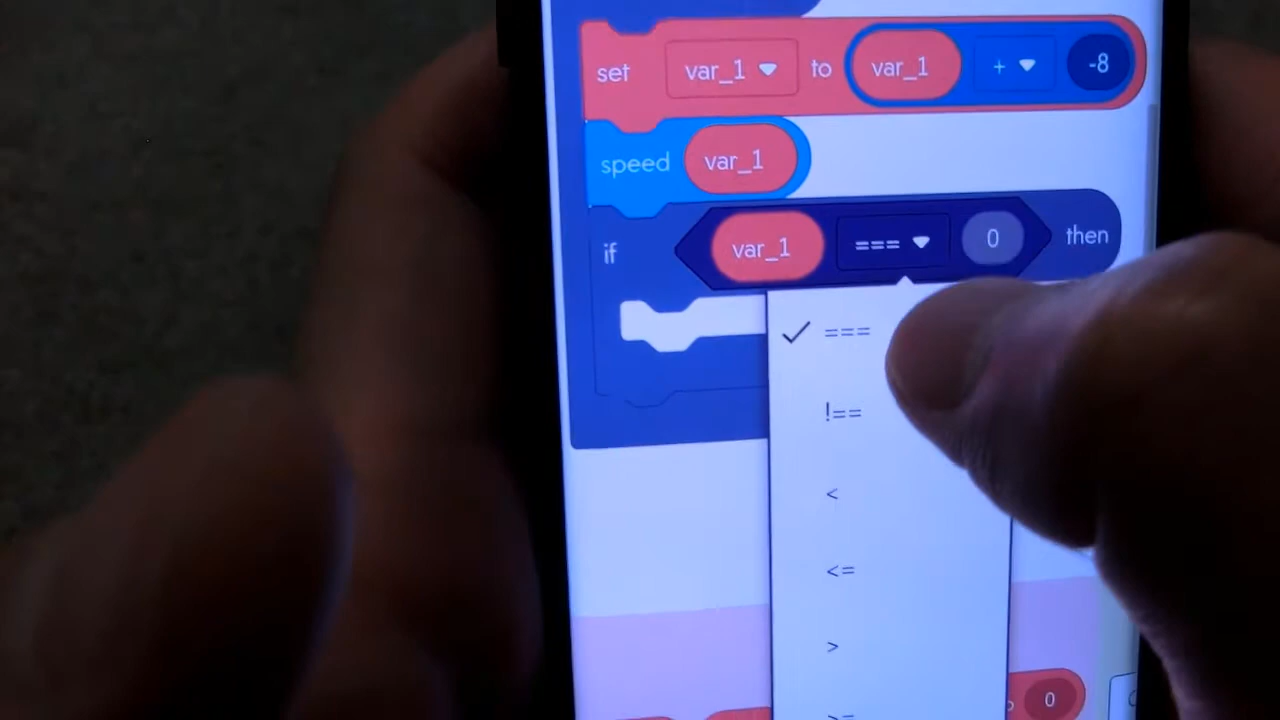 set var_1 to var_1 + -8
speed var_1
if var_1 === 0 then
===
!==
<
<=
>
>=
0